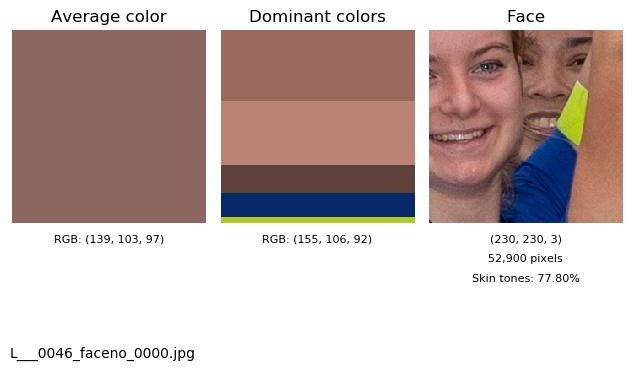 Average color
Dominant colors
Face
RGB: (139, 103, 97)
RGB: (155, 106, 92)
(230, 230, 3)
52,900 pixels
Skin tones: 77.80%
L___0046_faceno_0000.jpg